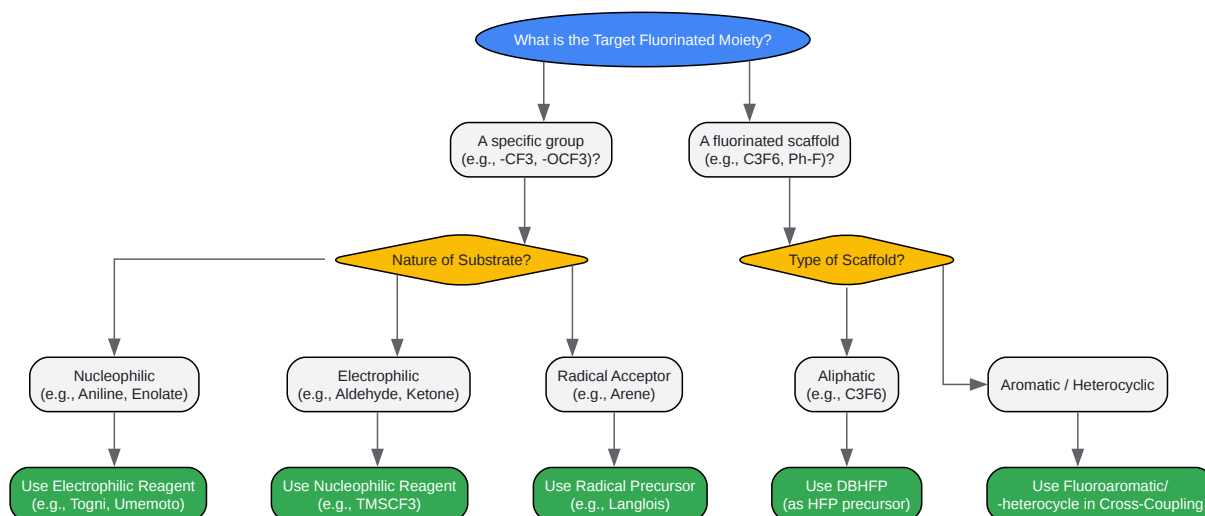 What is the Target Fluorinated Moiety?
A specific group
(e.g., -CF3, -OCF3)?
A fluorinated scaffold
(e.g., C3F6, Ph-F)?
Nature of Substrate?
Type of Scaffold?
Nucleophilic
(e.g., Aniline, Enolate)
Electrophilic
(e.g., Aldehyde, Ketone)
Radical Acceptor
(e.g., Arene)
Aliphatic
(e.g., C3F6)
Aromatic / Heterocyclic
Use Electrophilic Reagent
(e.g., Togni, Umemoto)
Use Nucleophilic Reagent
(e.g., TMSCF3)
Use Radical Precursor
(e.g., Langlois)
Use DBHFP
(as HFP precursor)
Use Fluoroaromatic/
-heterocycle in Cross-Coupling